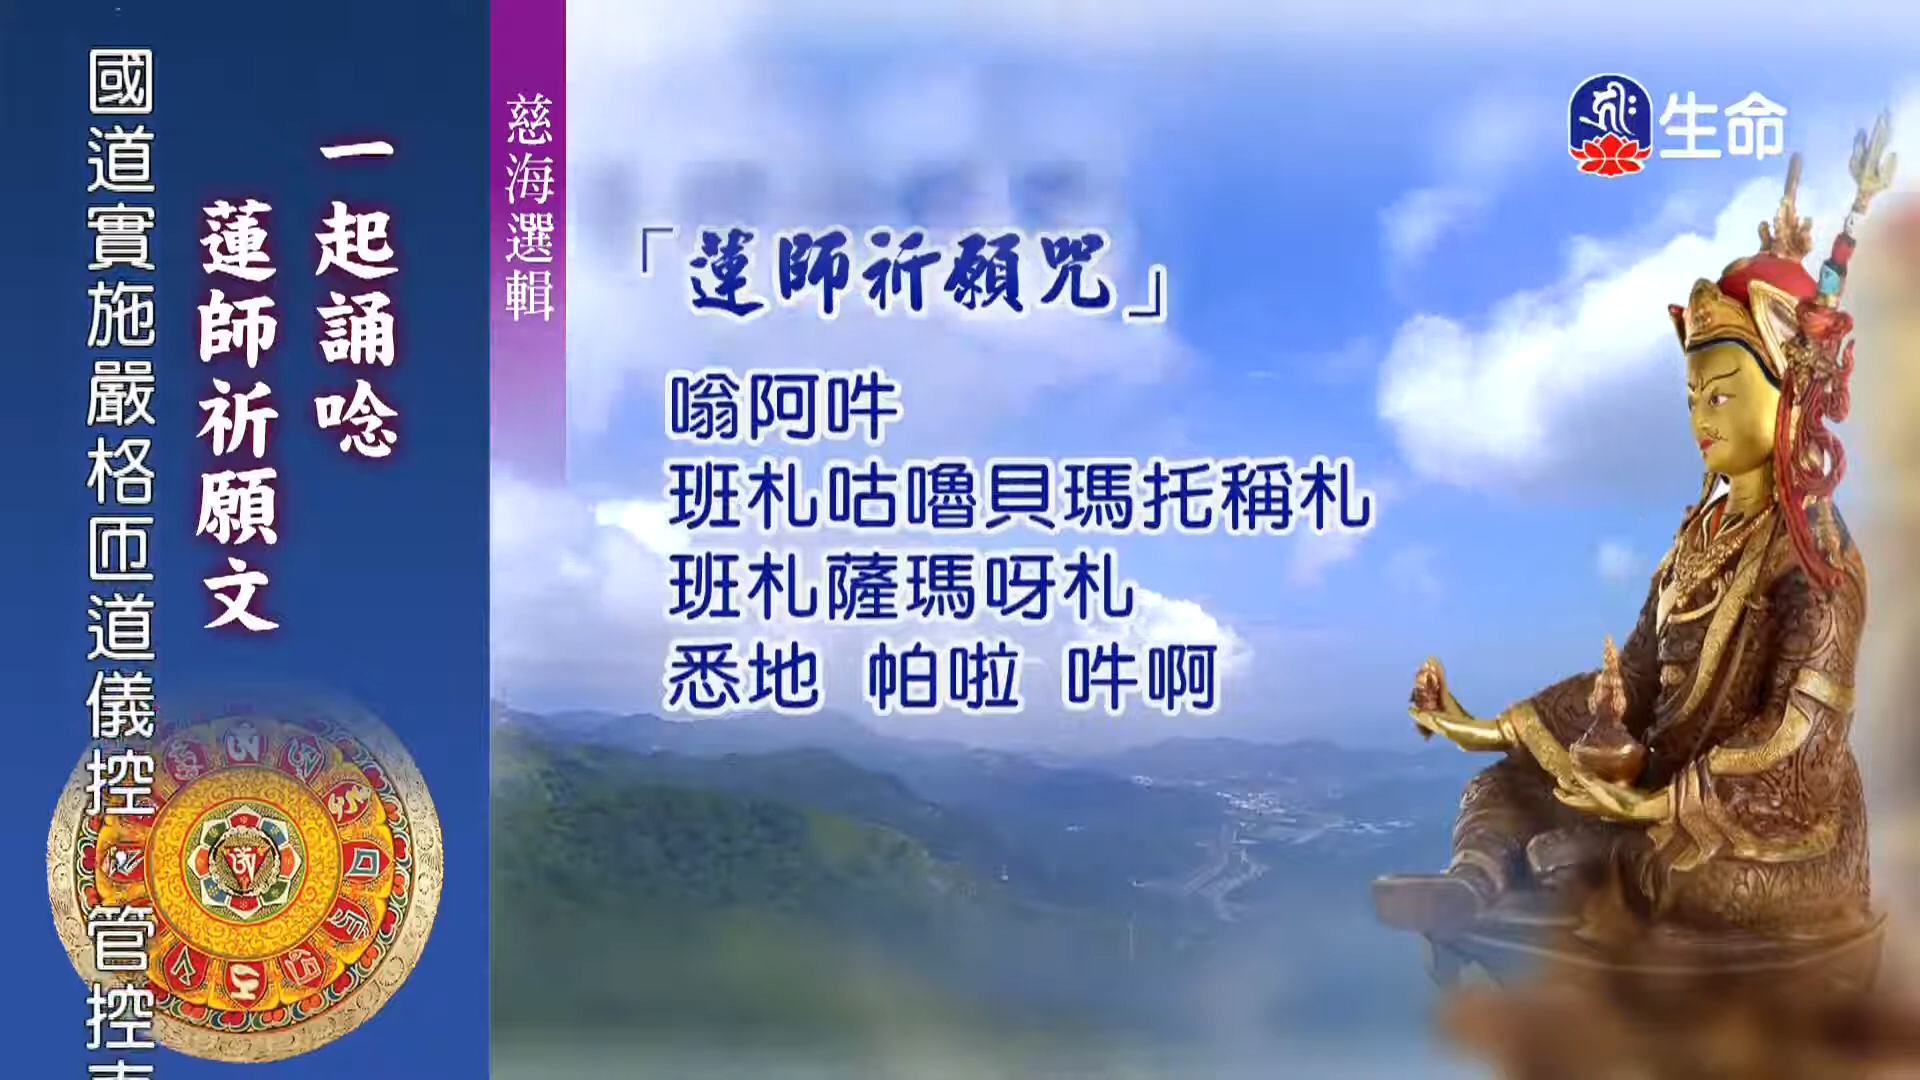 國道實施嚴格匝道儀控‧管控
一起誦唸
蓮師祈願文
慈海選輯
生命
「蓮師祈願咒」
嗡阿吽
班札咕嚕貝瑪托稱札
班札薩瑪呀札
悉地 帕啦 吽啊